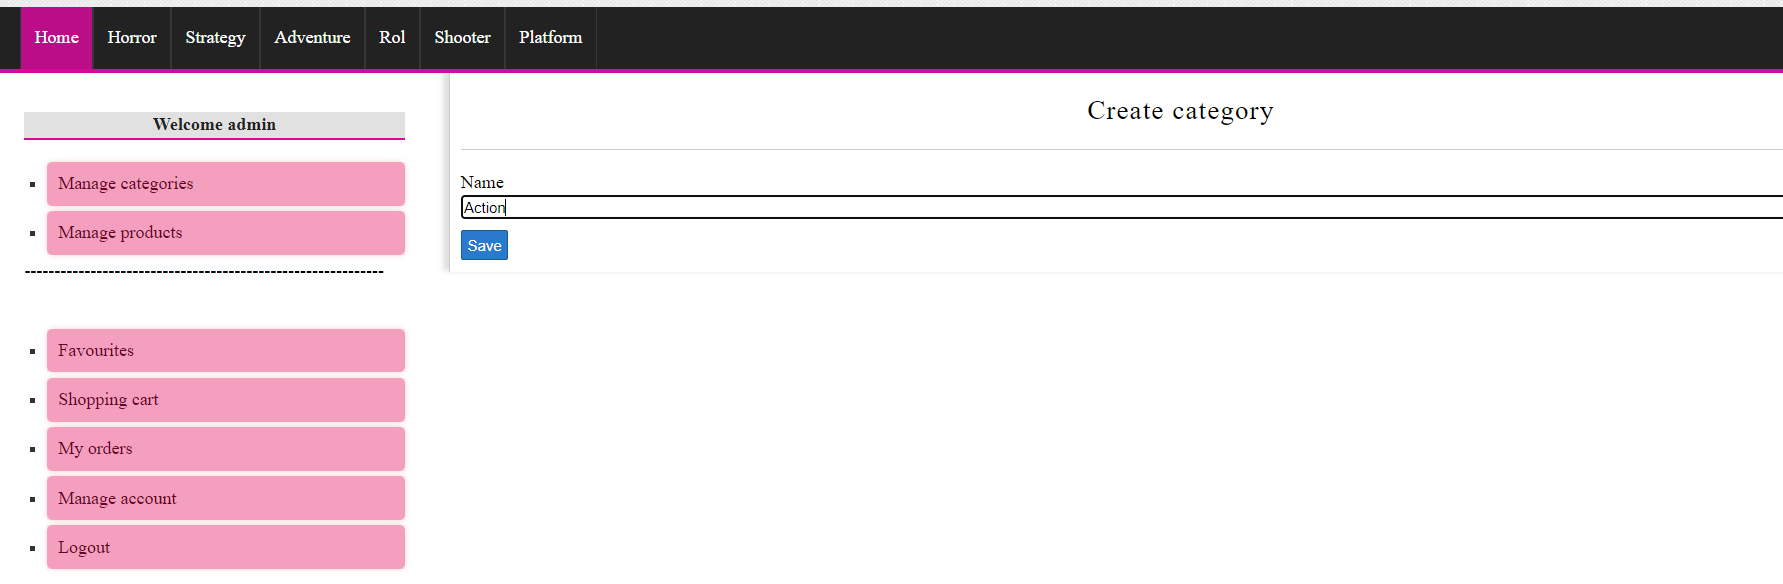 Home Horror Strategy Adventure Rol Shooter Platform
Welcome admin
Manage categories
Manage products
------------------------------------------------------------
Favourites
Shopping cart
My orders
Manage account
Logout
Create category
Name
Action
Save